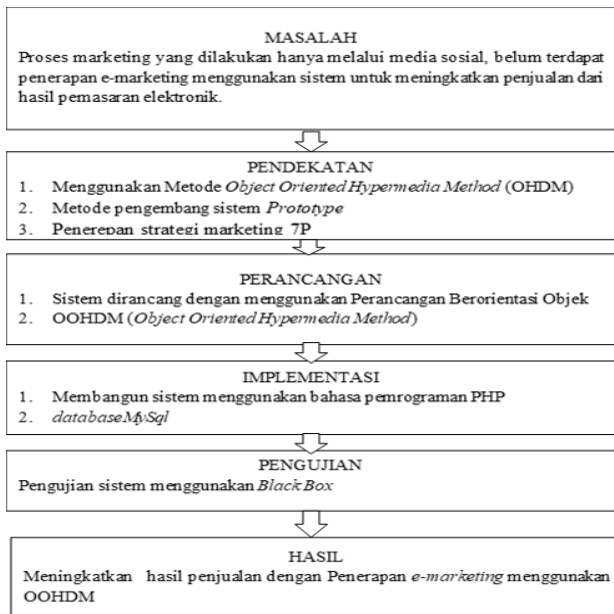 MASALAH
Proses marketing yang dilakukan hanya melalui media sosial, belum terdapat
penerapan e-marketing menggunakan sistem untuk meningkatkan penjualan dari
hasil pemasaran elektronik.
PENDEKATAN
1. Menggunakan Metode Object Oriented Hypermedia Method (OHDM)
2. Metode pengembang sistem Prototype
3. Penerepan strategi marketing 7P
PERANCANGAN
1. Sistem dirancang dengan menggunakan Perancangan Berorientasi Objek
2. OOHDM (Object Oriented Hypermedia Method)
IMPLEMENTASI
1. Membangun sistem menggunakan bahasa pemrograman PHP
2. database MySql
PENGUJIAN
Pengujian sistem menggunakan Black Box
HASIL
Meningkatkan hasil penjualan dengan Penerapan e-marketing menggunakan
OOHDM